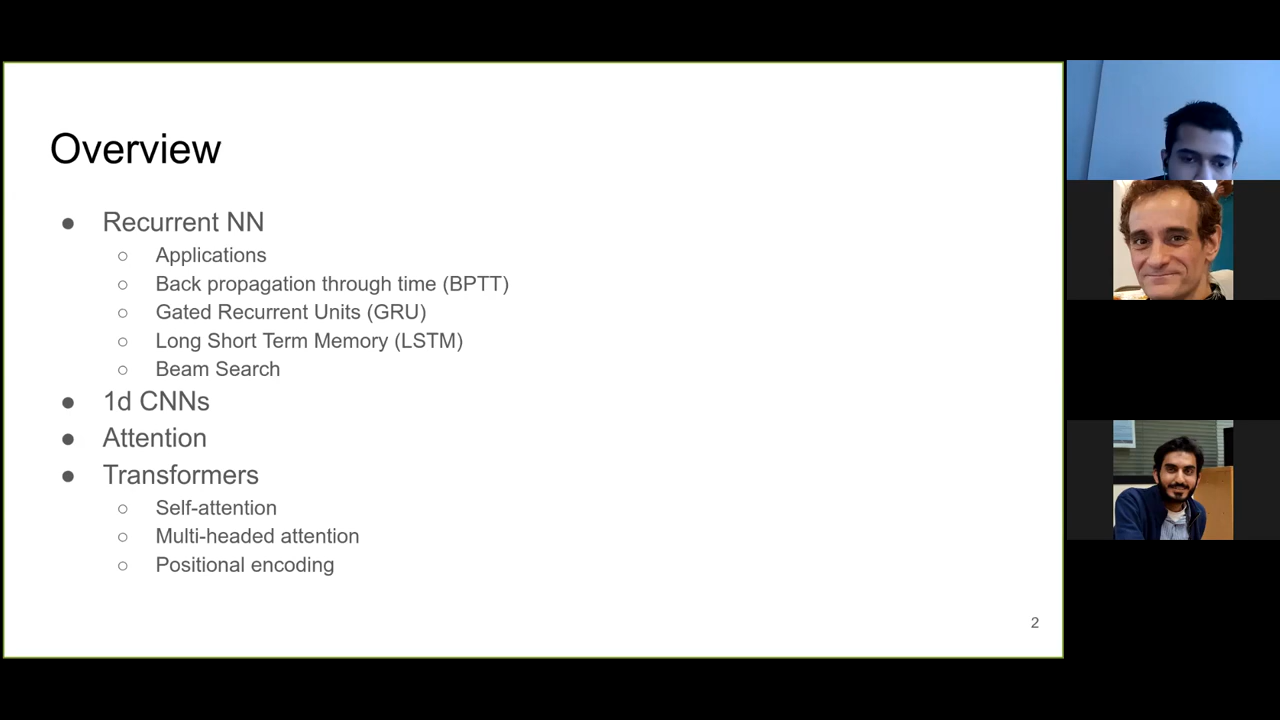 Overview
● Recurrent NN
○ Applications
○ Back propagation through time (BPTT)
○ Gated Recurrent Units (GRU)
○ Long Short Term Memory (LSTM)
○ Beam Search
● 1d CNNs
● Attention
● Transformers
○ Self-attention
○ Multi-headed attention
○ Positional encoding
2